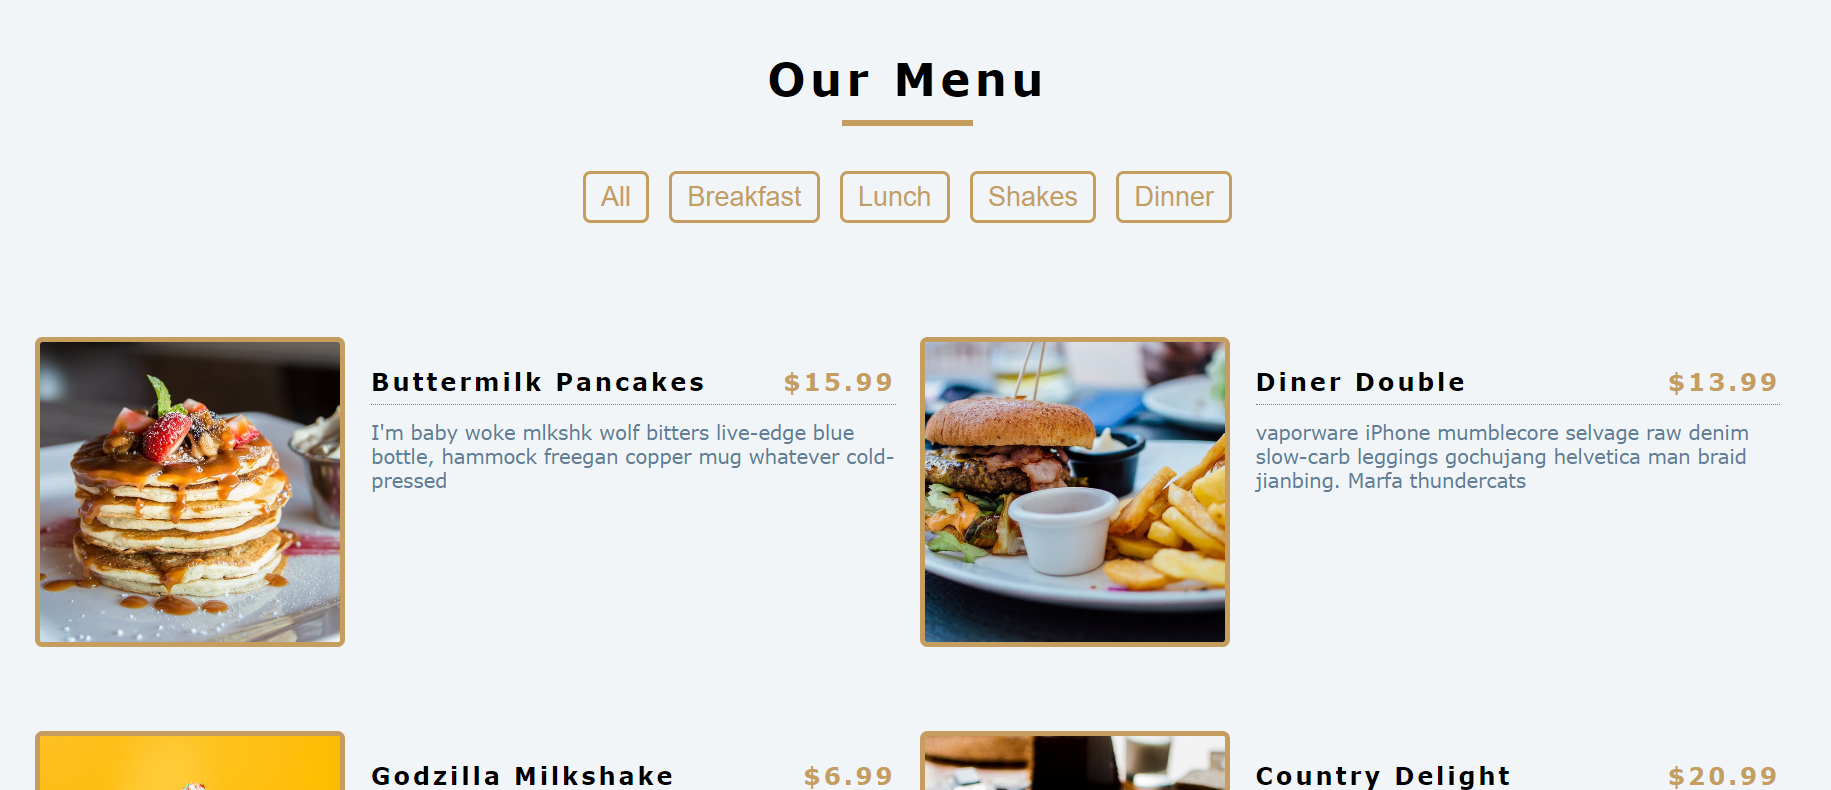 Our Menu
All Breakfast Lunch Shakes Dinner
Buttermilk Pancakes $15.99
I'm baby woke mlkshk wolf bitters live-edge blue
bottle, hammock freegan copper mug whatever cold-
pressed
Diner Double $13.99
vaporware iPhone mumblecore selvage raw denim
slow-carb leggings gochujang helvetica man braid
jianbing. Marfa thundercats
Godzilla Milkshake $6.99
Country Delight $20.99